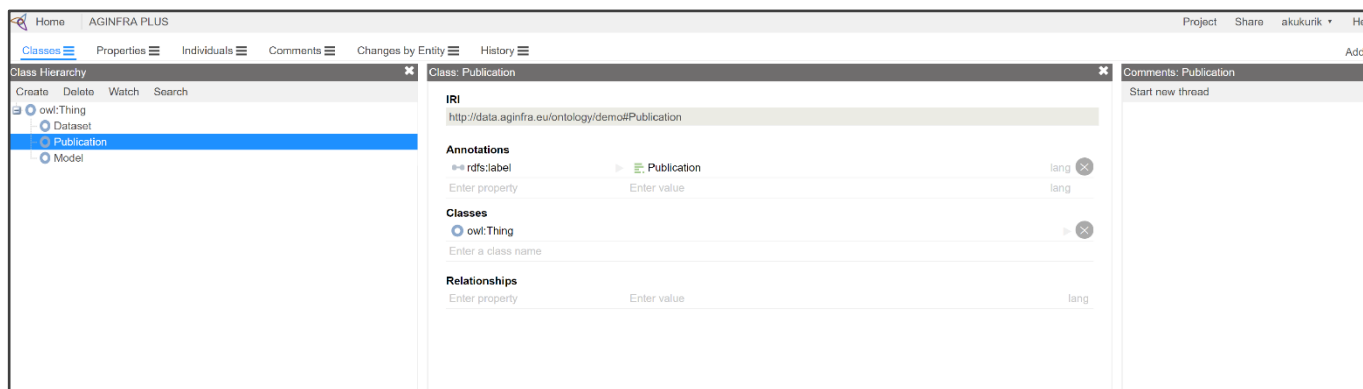 Home AGINFRA PLUS Project Share akukurik
Classes Properties Individuals Comments Changes by Entity History Add
Class Hierarchy
Create Delete Watch Search
owl:Thing
Dataset
Publication
Model
Class: Publication
IRI
http://data.aginfra.eu/ontology/demo#Publication
Annotations
rdfs:label Publication lang
Enter property Enter value lang
Classes
owl:Thing
Enter a class name
Relationships
Enter property Enter value lang
Comments: Publication
Start new thread